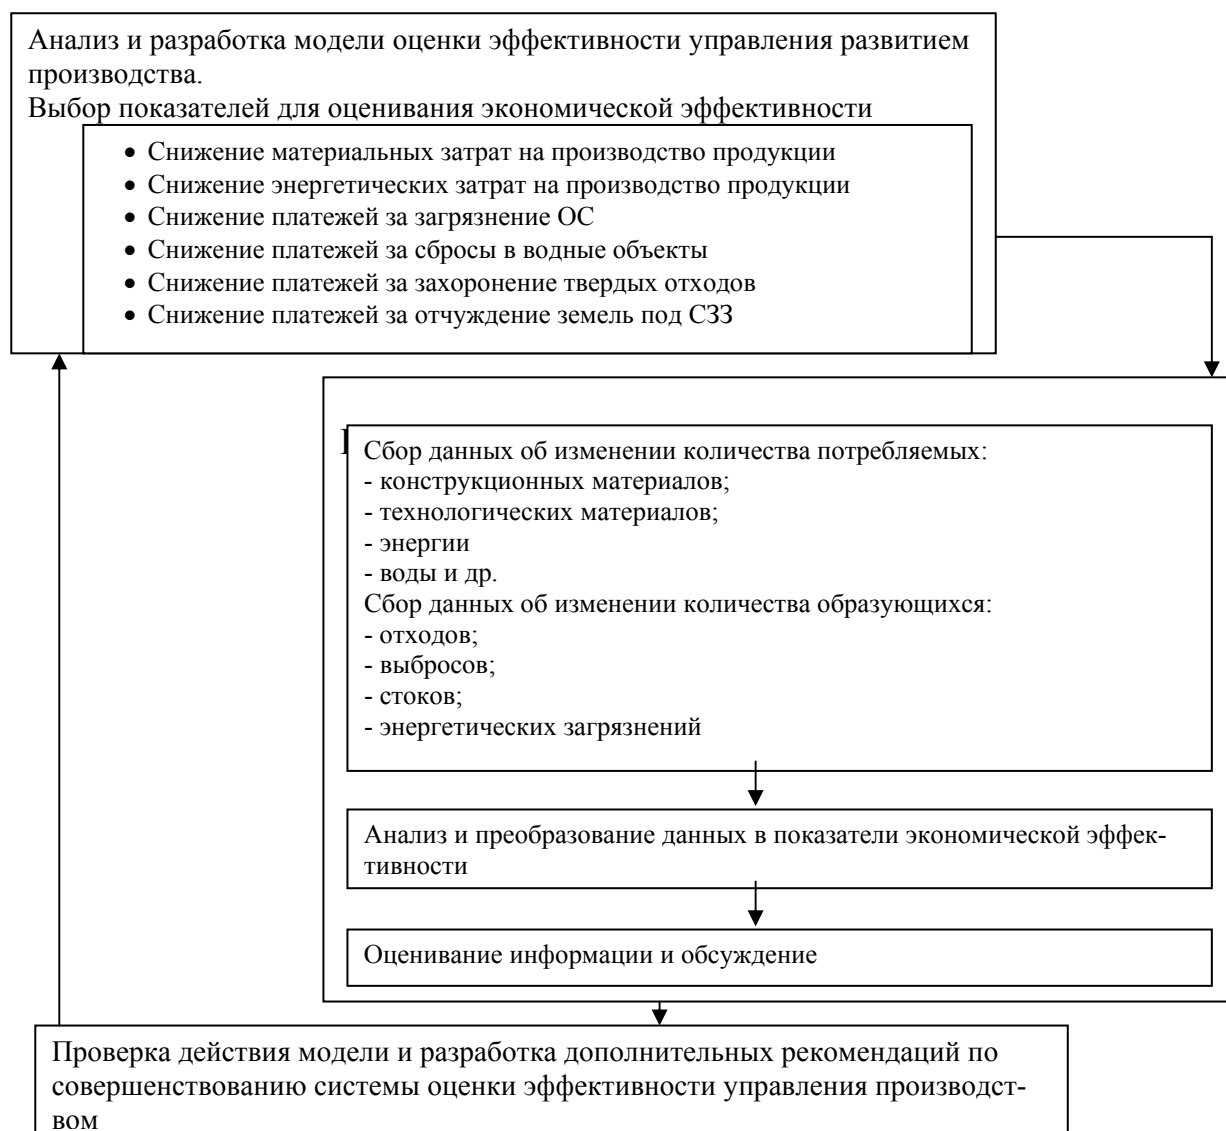 Анализ и разработка модели оценки эффективности управления развитием
производства.
Выбор показателей для оценивания экономической эффективности
• Снижение материальных затрат на производство продукции
• Снижение энергетических затрат на производство продукции
• Снижение платежей за загрязнение ОС
• Снижение платежей за сбросы в водные объекты
• Снижение платежей за захоронение твердых отходов
• Снижение платежей за отчуждение земель под СЗЗ
Сбор данных об изменении количества потребляемых:
- конструкционных материалов;
- технологических материалов;
- энергии
- воды и др.
Сбор данных об изменении количества образующихся:
- отходов;
- выбросов;
- стоков;
- энергетических загрязнений
Анализ и преобразование данных в показатели экономической эффек-
тивности
Оценивание информации и обсуждение
Проверка действия модели и разработка дополнительных рекомендаций по
совершенствованию системы оценки эффективности управления производст-
вом